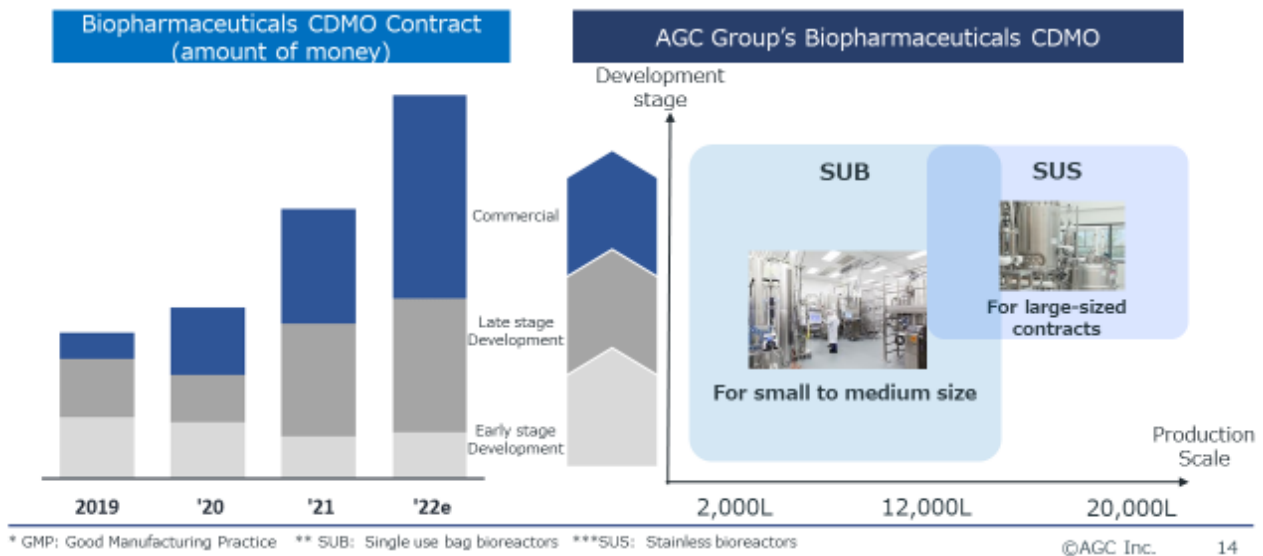 Biopharmaceuticals CDMO Contract
(amount of money)
AGC Group's Biopharmaceuticals CDMO
Development
stage
SUB
SUS
Commercial
Late stage
Development
Early stage
Development
For large-sized
contracts
For small to medium size
Production
Scale
2019
'20
'21
'22e
2,000L
12,000L
20,000L
* GMP: Good Manufacturing Practice  ** SUB: Single use bag bioreactors  ***SUS: Stainless bioreactors
©AGC Inc.
14